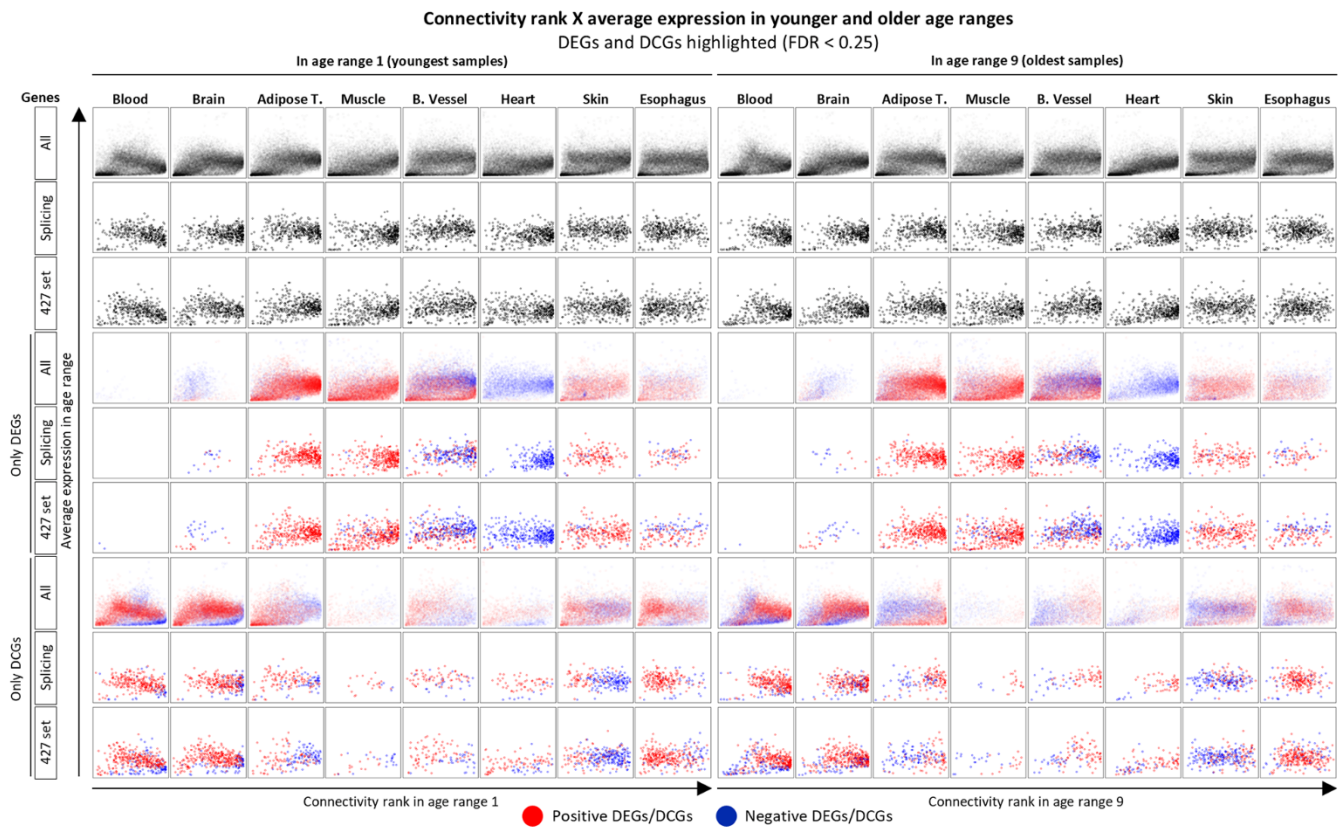 Connectivity rank X average expression in younger and older age ranges
DEGs and DCGs highlighted (FDR < 0.25)
In age range 1 (youngest samples)
In age range 9 (oldest samples)
Genes
Blood Brain Adipose T. Muscle B. Vessel Heart Skin Esophagus
Blood Brain Adipose T. Muscle B. Vessel Heart Skin Esophagus
All
Splicing
427 set
Average expression in age range
Only DEGs
All
Splicing
427 set
Only DCGs
All
Splicing
427 set
Connectivity rank in age range 1
Connectivity rank in age range 9
Positive DEGs/DCGs
Negative DEGs/DCGs